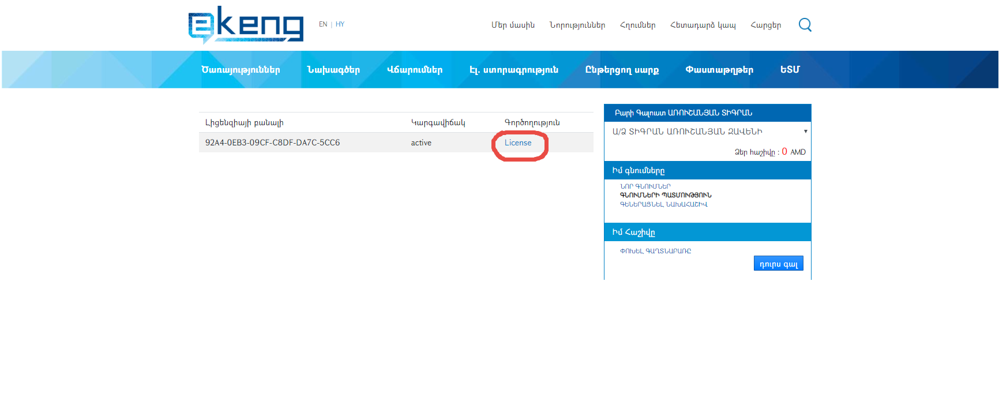 ekeng
EN | HY
Մեր մասին Նորություններ Հղումներ Հետադարձ կապ Հարցեր
Ծառայություններ Նախագծեր Վճարումներ Էլ. ստորագրություն Ընթերցող սարք Փաստաթղթեր ԵՏՄ
Լիցենզիայի բանալի Կարգավիճակ Գործողություն
92A4-0EB3-09CF-C8DF-DA7C-5CC6 active License
Բարի Գալուստ ԱՌՈՒՇԱՆՅԱՆ ՏԻԳՐԱՆ
Ա/Ձ ՏԻԳՐԱՆ ԱՌՈՒՇԱՆՅԱՆ ԶԱՎԵՆԻ
Ձեր հաշիվը : 0 AMD
Իմ գնումները
ՆՈՐ ԳՆՈՒՄՆԵՐ
ԳՆՈՒՄՆԵՐԻ ՊԱՏՄՈՒԹՅՈՒՆ
ԳԵՆԵՐԱՑՆԵԼ ՆԱԽԱՀԱՇԻՎ
Իմ Հաշիվը
ՓՈԽԵԼ ԳԱՂՏՆԱԲԱՌԸ
դուրս գալ